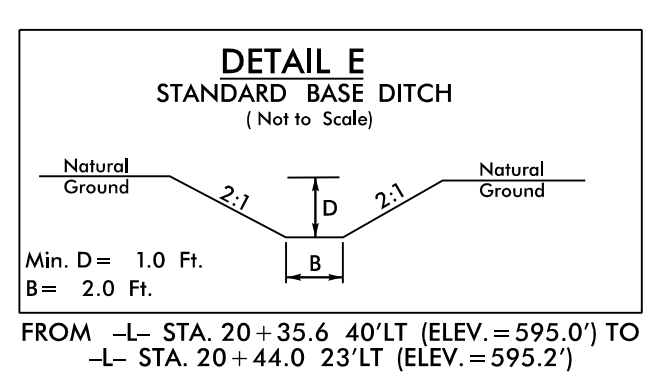 DETAIL E
STANDARD BASE DITCH
( Not to Scale)
Natural
Ground
2:1
D
2:1
Natural
Ground
B
Min. D= 1.0 Ft.
B= 2.0 Ft.
FROM -L- STA. 20+35.6 40'LT (ELEV.=595.0') TO
-L- STA. 20+44.0 23'LT (ELEV.=595.2')